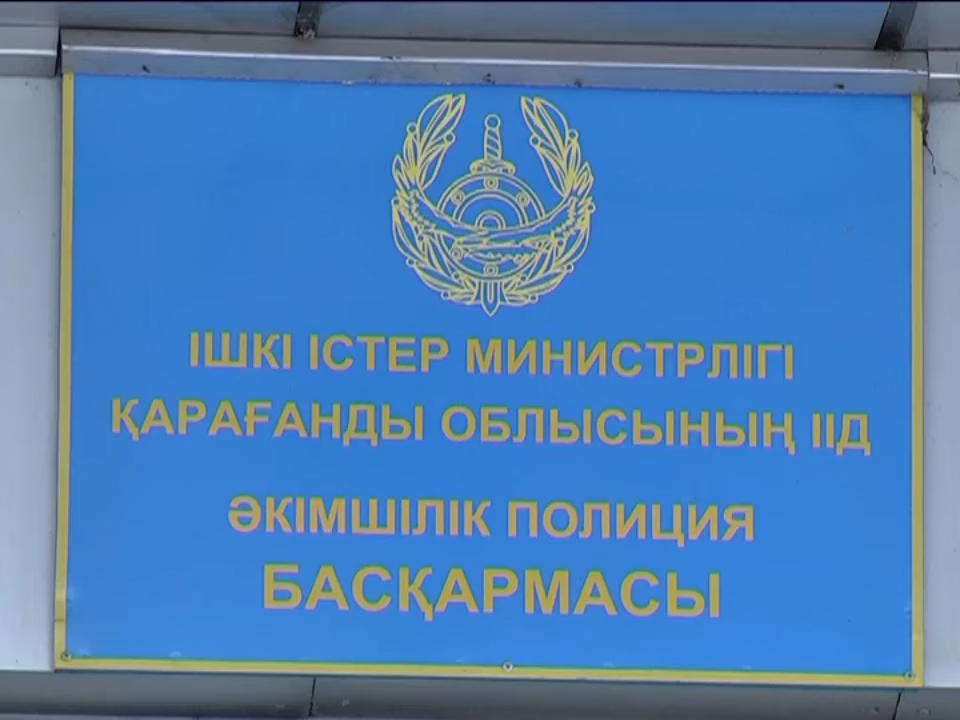 ІШКІ ІСТЕР МИНИСТРЛІГІ
ҚАРАҒАНДЫ ОБЛЫСЫНЫҢ ІІД
ӘКІМШІЛІК ПОЛИЦИЯ
БАСҚАРМАСЫ